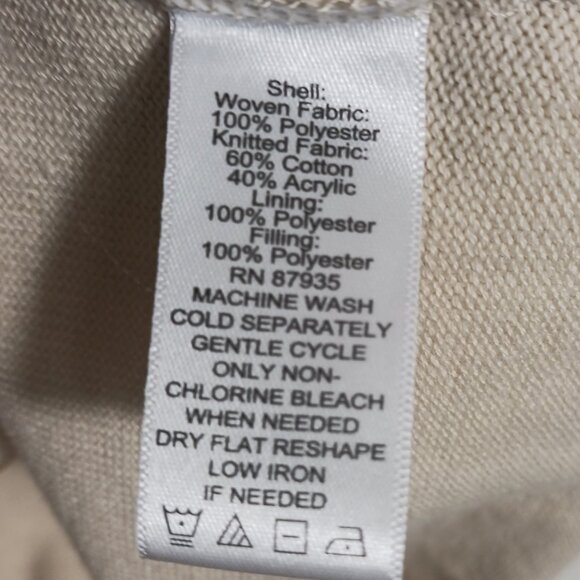 Shell:
Woven Fabric:
100% Polyester
Knitted Fabric:
60% Cotton
40% Acrylic
Lining:
100% Polyester
Filling:
100% Polyester
RN 87935
MACHINE WASH
COLD SEPARATELY
GENTLE CYCLE
ONLY NON-
CHLORINE BLEACH
WHEN NEEDED
DRY FLAT RESHAPE
LOW IRON
IF NEEDED